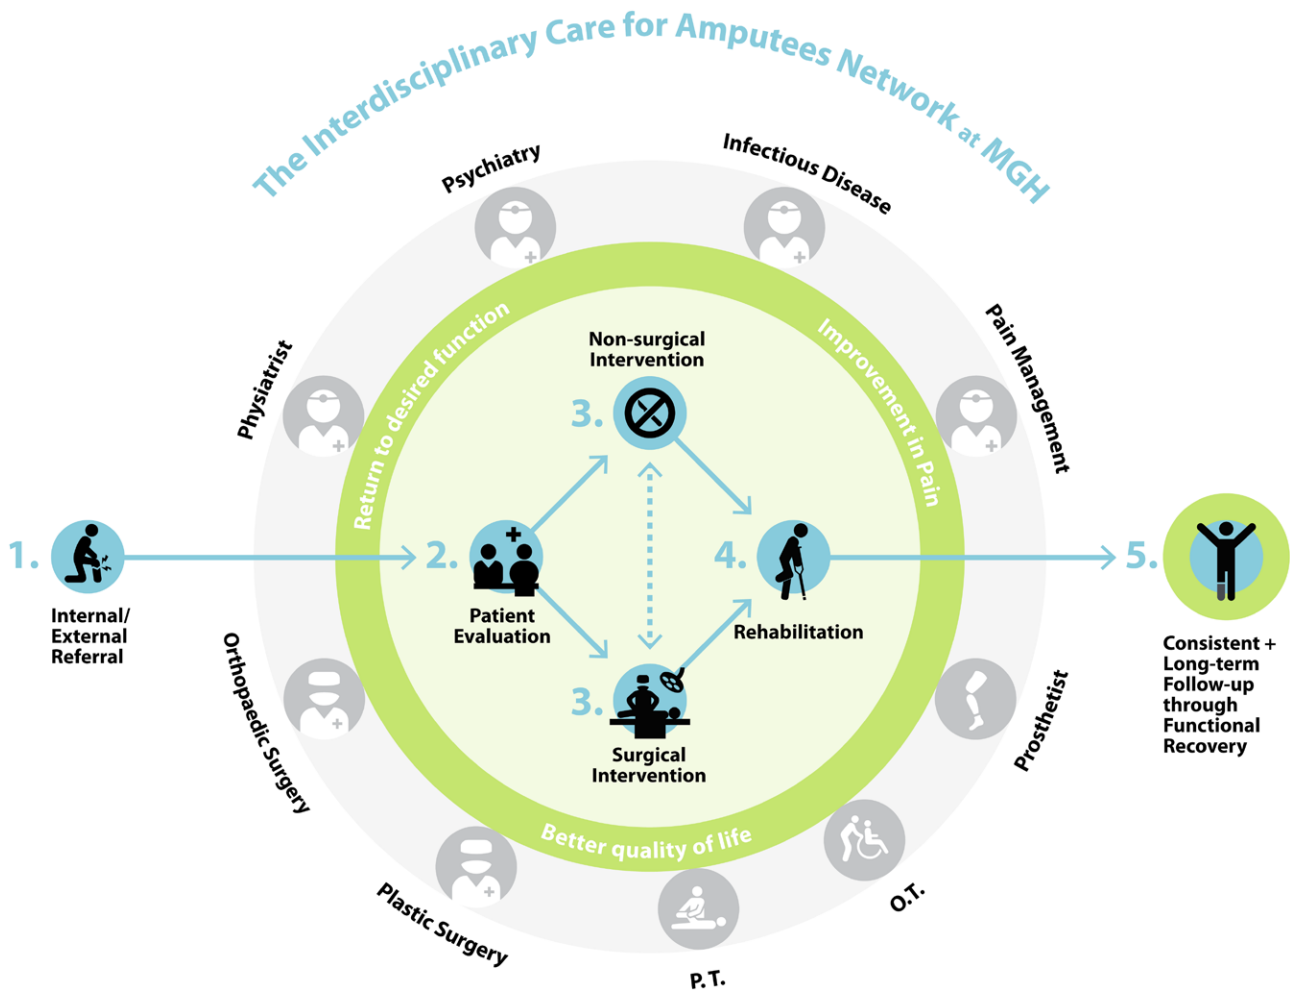 The Interdisciplinary Care for Amputees Network at MGH
Psychiatry
Infectious Disease
Physiatrist
Pain Management
Return to desired function
Improvement in Pain
Non-surgical
Intervention
3.
1.
Internal/
External
Referral
2.
Patient
Evaluation
4.
Rehabilitation
5.
Consistent +
Long-term
Follow-up
through
Functional
Recovery
3.
Surgical
Intervention
Orthopaedic Surgery
Prosthetist
Better quality of life
Plastic Surgery
O.T.
P.T.